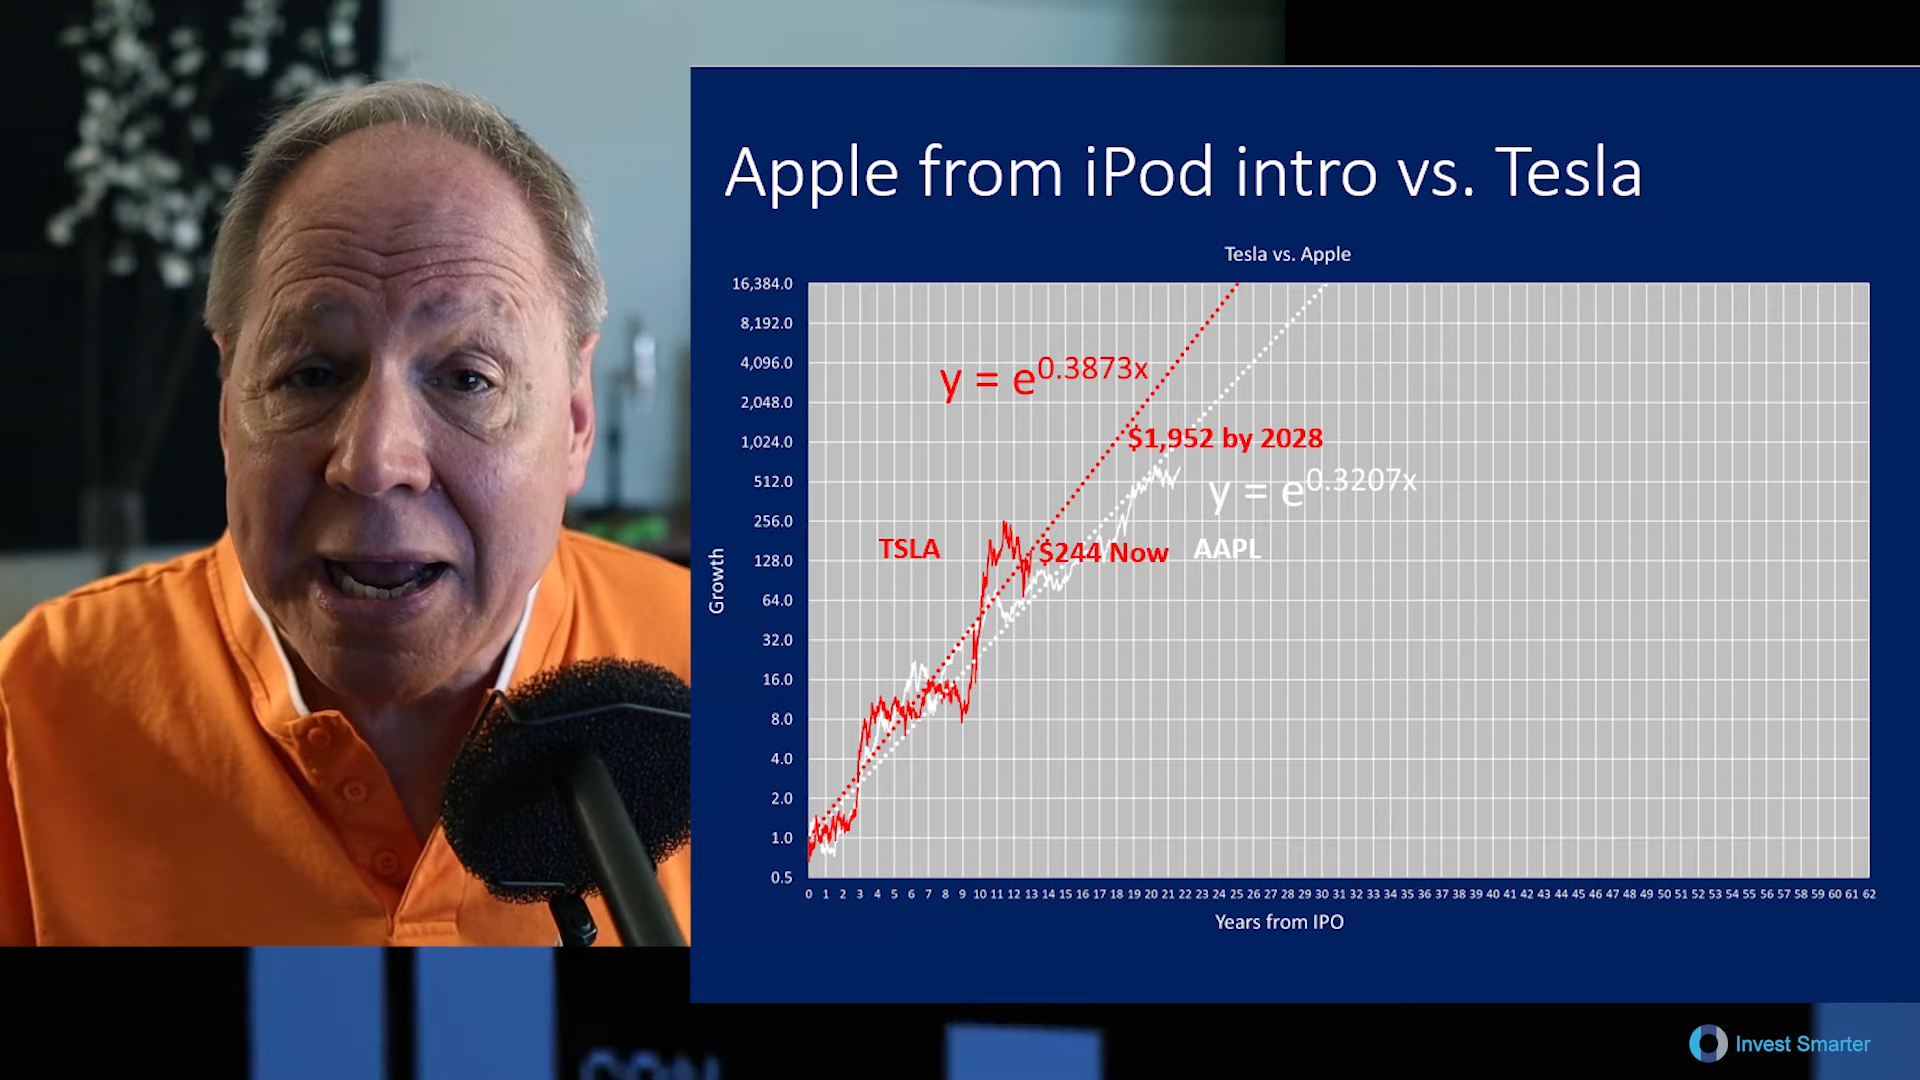 Apple from iPod intro vs. Tesla
Tesla vs. Apple
16,384.0
8,192.0
4,096.0
2,048.0
1,024.0
512.0
256.0
128.0
64.0
32.0
16.0
8.0
4.0
2.0
1.0
0.5
Growth
y = e^0.3873x
$1,952 by 2028
y = e^0.3207x
TSLA
$244 Now
AAPL
0 1 2 3 4 5 6 7 8 9 10 11 12 13 14 15 16 17 18 19 20 21 22 23 24 25 26 27 28 29 30 31 32 33 34 35 36 37 38 39 40 41 42 43 44 45 46 47 48 49 50 51 52 53 54 55 56 57 58 59 60 61 62
Years from IPO
Invest Smarter